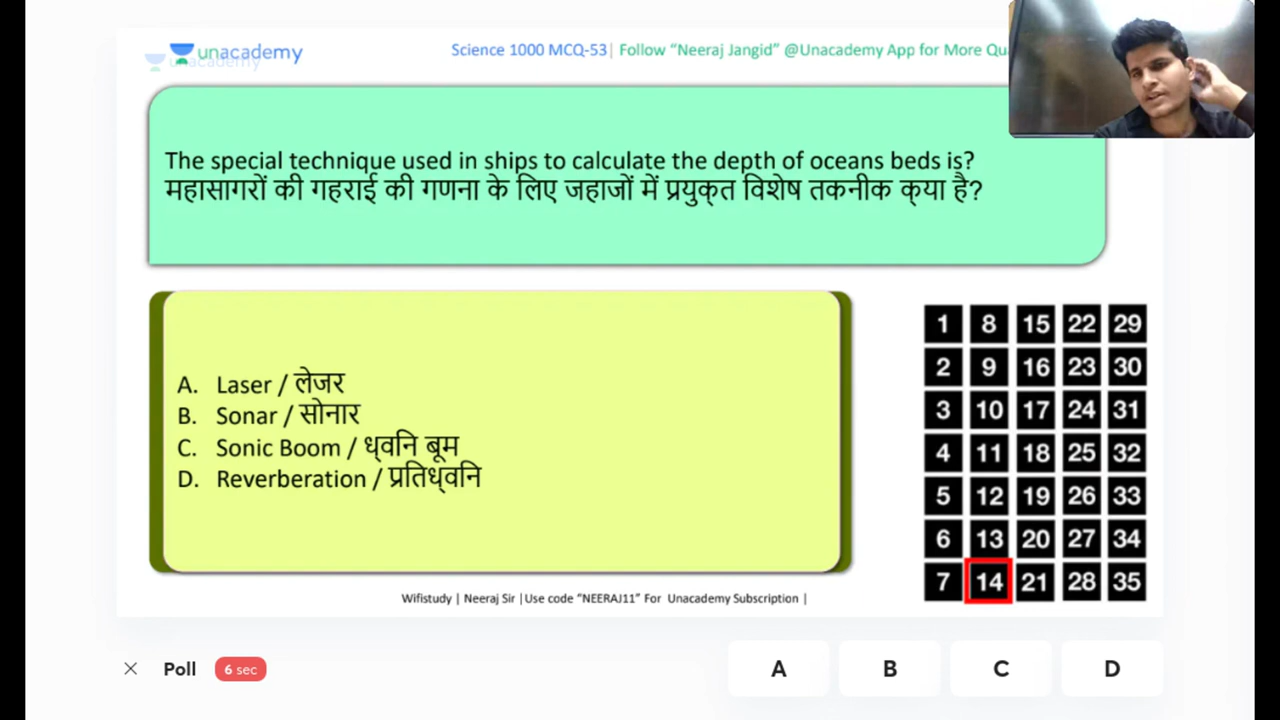 unacademy
unacademy
Science 1000 MCQ-53| Follow “Neeraj Jangid” @Unacademy App for More
The special technique used in ships to calculate the depth of oceans beds is?
महासागरों की गहराई की गणना के लिए जहाजों में प्रयुक्त विशेष तकनीक क्या है?
A. Laser / लेजर
B. Sonar / सोनार
C. Sonic Boom / ध्वनि बूम
D. Reverberation / प्रतिध्वनि
1 8 15 22 29
2 9 16 23 30
3 10 17 24 31
4 11 18 25 32
5 12 19 26 33
6 13 20 27 34
7 14 21 28 35
Wifistudy | Neeraj Sir |Use code “NEERAJ11” For Unacademy Subscription |
Poll 6 sec A B C D